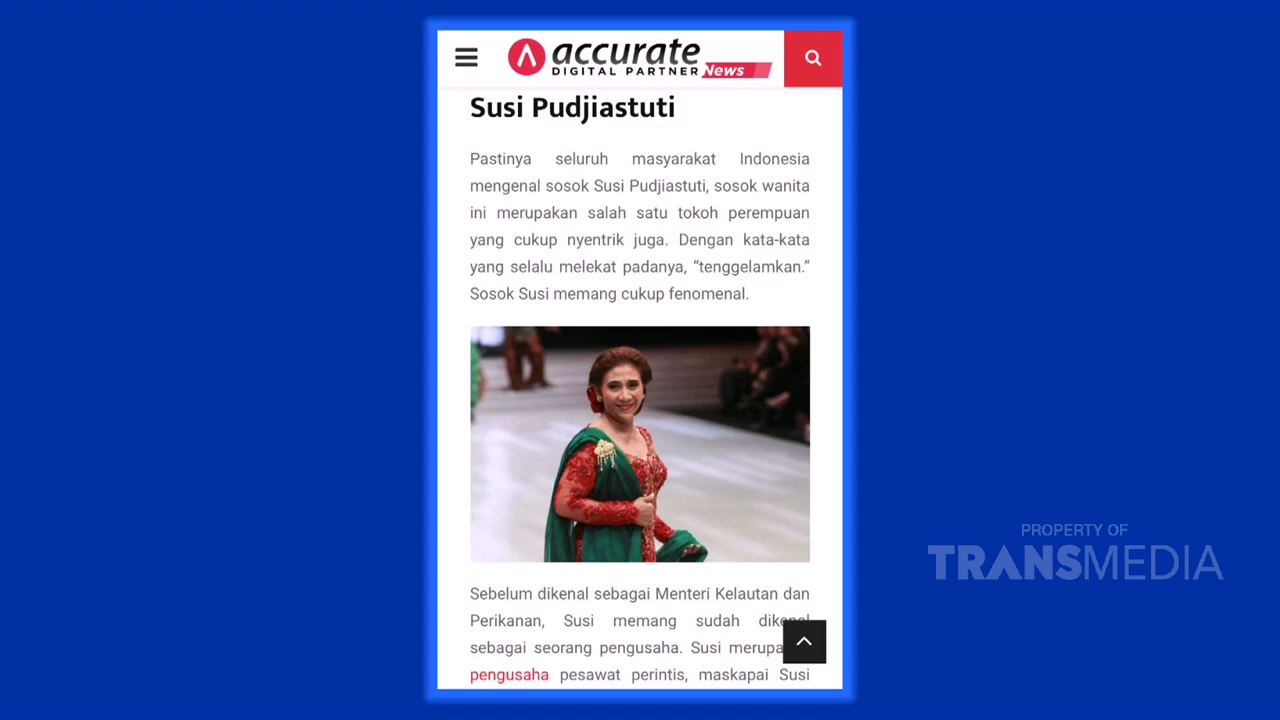 accurate
DIGITAL PARTNER News
Susi Pudjiastuti
Pastinya seluruh masyarakat Indonesia
mengenal sosok Susi Pudjiastuti, sosok wanita
ini merupakan salah satu tokoh perempuan
yang cukup nyentrik juga. Dengan kata-kata
yang selalu melekat padanya, “tenggelamkan.”
Sosok Susi memang cukup fenomenal.
PROPERTY OF
TRANSMEDIA
Sebelum dikenal sebagai Menteri Kelautan dan
Perikanan, Susi memang sudah dikenal
sebagai seorang pengusaha. Susi
pengusaha pesawat perintis, maskapai Susi